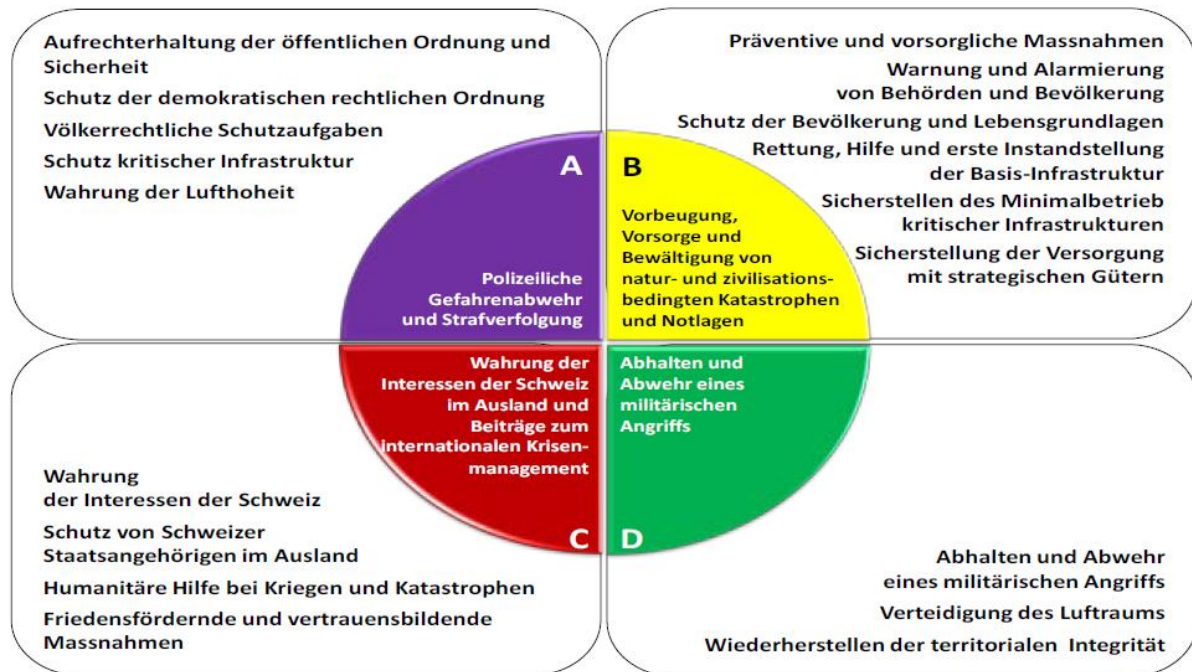 Aufrechterhaltung der öffentlichen Ordnung und
Sicherheit
Schutz der demokratischen rechtlichen Ordnung
Völkerrechtliche Schutzaufgaben
Schutz kritischer Infrastruktur
Wahrung der Lufthoheit
A
Polizeiliche
Gefahrenabwehr
und Strafverfolgung
Präventive und vorsorgliche Massnahmen
Warnung und Alarmierung
von Behörden und Bevölkerung
Schutz der Bevölkerung und Lebensgrundlagen
Rettung, Hilfe und erste Instandstellung
der Basis-Infrastruktur
Sicherstellen des Minimalbetrieb
kritischer Infrastrukturen
Sicherstellung der Versorgung
mit strategischen Gütern
B
Vorbeugung,
Vorsorge und
Bewältigung von
natur- und zivilisations-
bedingten Katastrophen
und Notlagen
Wahrung der
Interessen der Schweiz
im Ausland und
Beiträge zum
internationalen Krisen-
management
C
Wahrung
der Interessen der Schweiz
Schutz von Schweizer
Staatsangehörigen im Ausland
Humanitäre Hilfe bei Kriegen und Katastrophen
Friedensfördernde und vertrauensbildende
Massnahmen
Abhalten und
Abwehr eines
militärischen
Angriffs
D
Abhalten und Abwehr
eines militärischen Angriffs
Verteidigung des Luftraums
Wiederherstellen der territorialen Integrität